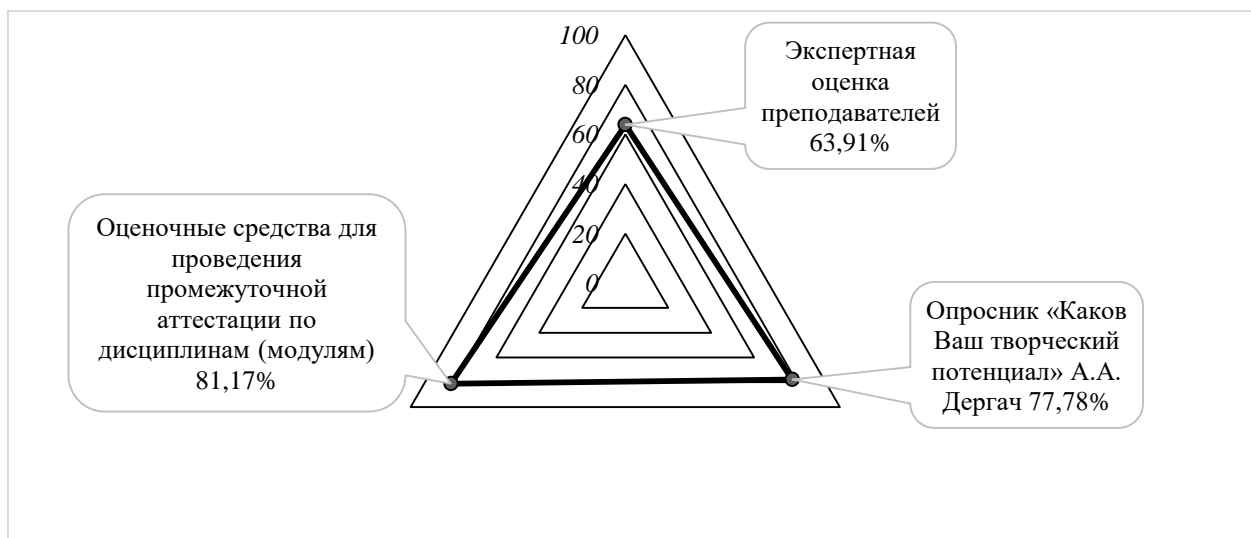 100
80
60
40
20
0
Экспертная
оценка
преподавателей
63,91%
Оценочные средства для
проведения
промежуточной
аттестации по
дисциплинам (модулям)
81,17%
Опросник «Каков
Ваш творческий
потенциал» А.А.
Дергач 77,78%